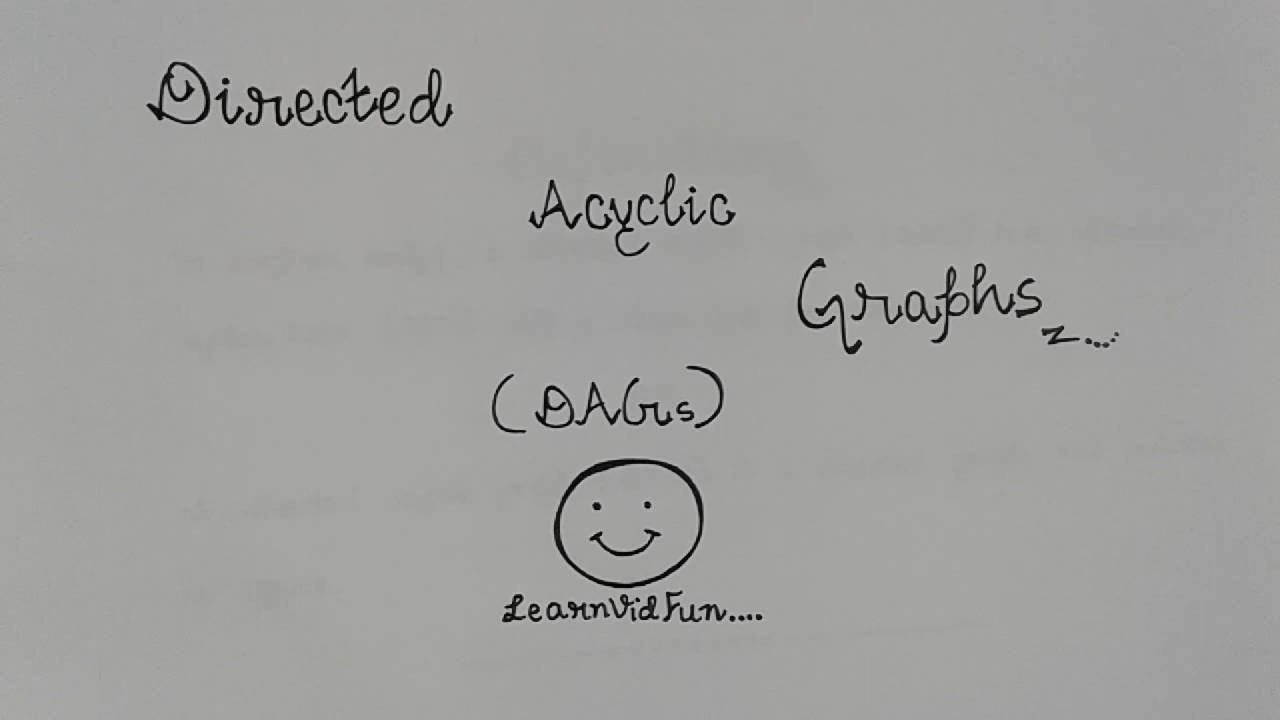 Directed
Acyclic
Graphs
(DAGs)
LearnVidFun....